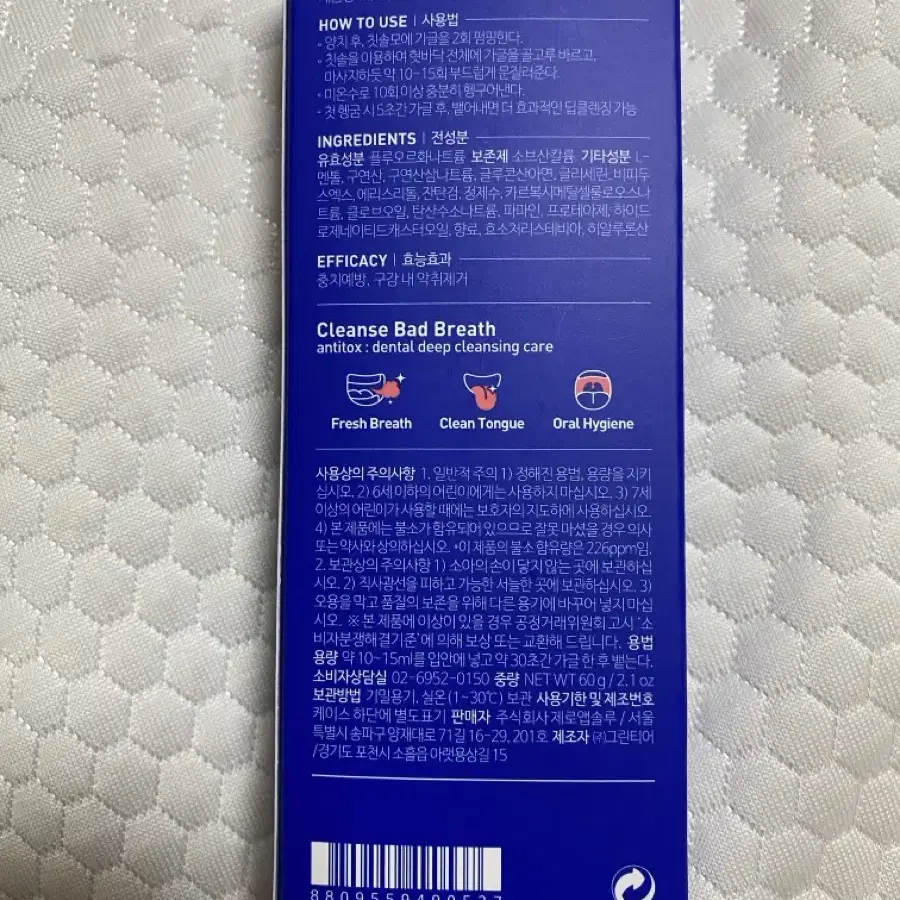 HOW TO USE | 사용법
- 양치 후, 칫솔모에 가글을 2회 펌핑한다.
- 칫솔을 이용하여 혓바닥 전체에 가글을 골고루 바르고,
마사지하듯 약 10~15회 부드럽게 문질러준다.
- 미온수로 10회 이상 충분히 헹구어낸다.
- 첫 헹굼 시 5초간 가글 후, 뱉어내면 더 효과적인 딥클렌징 가능
INGREDIENTS | 전성분
유효성분 플루오르화나트륨 보존제 소브산칼륨 기타성분 L-
멘톨, 구연산, 구연산삼나트륨, 글루콘산아연, 글리세린, 비피두
스엑스, 에리스리톨, 잔탄검, 정제수, 카르복시메틸셀룰로오스나
트륨, 클로브오일, 탄산수소나트륨, 파파인, 프로테아제, 하이드
로제네이티드캐스터오일, 향료, 효소처리스테비아, 히알루론산
EFFICACY | 효능효과
충치예방, 구강 내 악취제거
Cleanse Bad Breath
antitox : dental deep cleansing care
Fresh Breath Clean Tongue Oral Hygiene
사용상의 주의사항 1. 일반적 주의 1) 정해진 용법, 용량을 지키
십시오. 2) 6세 이하의 어린이에게는 사용하지 마십시오. 3) 7세
이상의 어린이가 사용할 때에는 보호자의 지도하에 사용하십시오.
4) 본 제품에는 불소가 함유되어 있으므로 잘못 마셨을 경우 의사
또는 약사와 상의하십시오. *이 제품의 불소 함유량은 226ppm임.
2. 보관상의 주의사항 1) 소아의 손이 닿지 않는 곳에 보관하십
시오. 2) 직사광선을 피하고 가능한 서늘한 곳에 보관하십시오. 3)
오용을 막고 품질의 보존을 위해 다른 용기에 바꾸어 넣지 마십
시오. ※ 본 제품에 이상이 있을 경우 공정거래위원회 고시 '소
비자분쟁해결기준'에 의해 보상 또는 교환해 드립니다. 용법
용량 약 10~15ml를 입안에 넣고 약 30초간 가글 한 후 뱉는다.
소비자상담실 02-6952-0150 중량 NET WT 60 g / 2.1 oz
보관방법 기밀용기, 실온(1~30℃) 보관 사용기한 및 제조번호
케이스 하단에 별도표기 판매자 주식회사 제로앱솔루 / 서울
특별시 송파구 양재대로 71길 16-29, 201호 제조자 ㈜그린티어
/경기도 포천시 소흘읍 아랫용상길 15